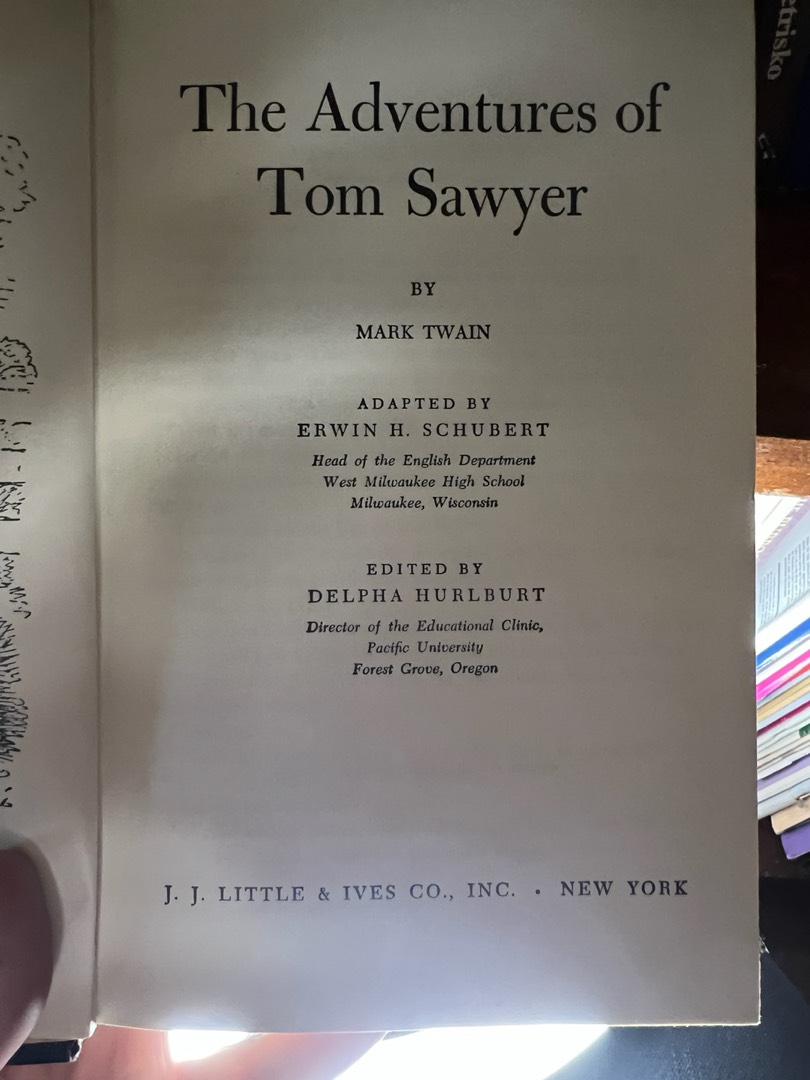 The Adventures of
Tom Sawyer
BY
MARK TWAIN
ADAPTED BY
ERWIN H. SCHUBERT
Head of the English Department
West Milwaukee High School
Milwaukee, Wisconsin
EDITED BY
DELPHA HURLBURT
Director of the Educational Clinic,
Pacific University
Forest Grove, Oregon
J. J. LITTLE & IVES CO., INC. • NEW YORK
etrisko